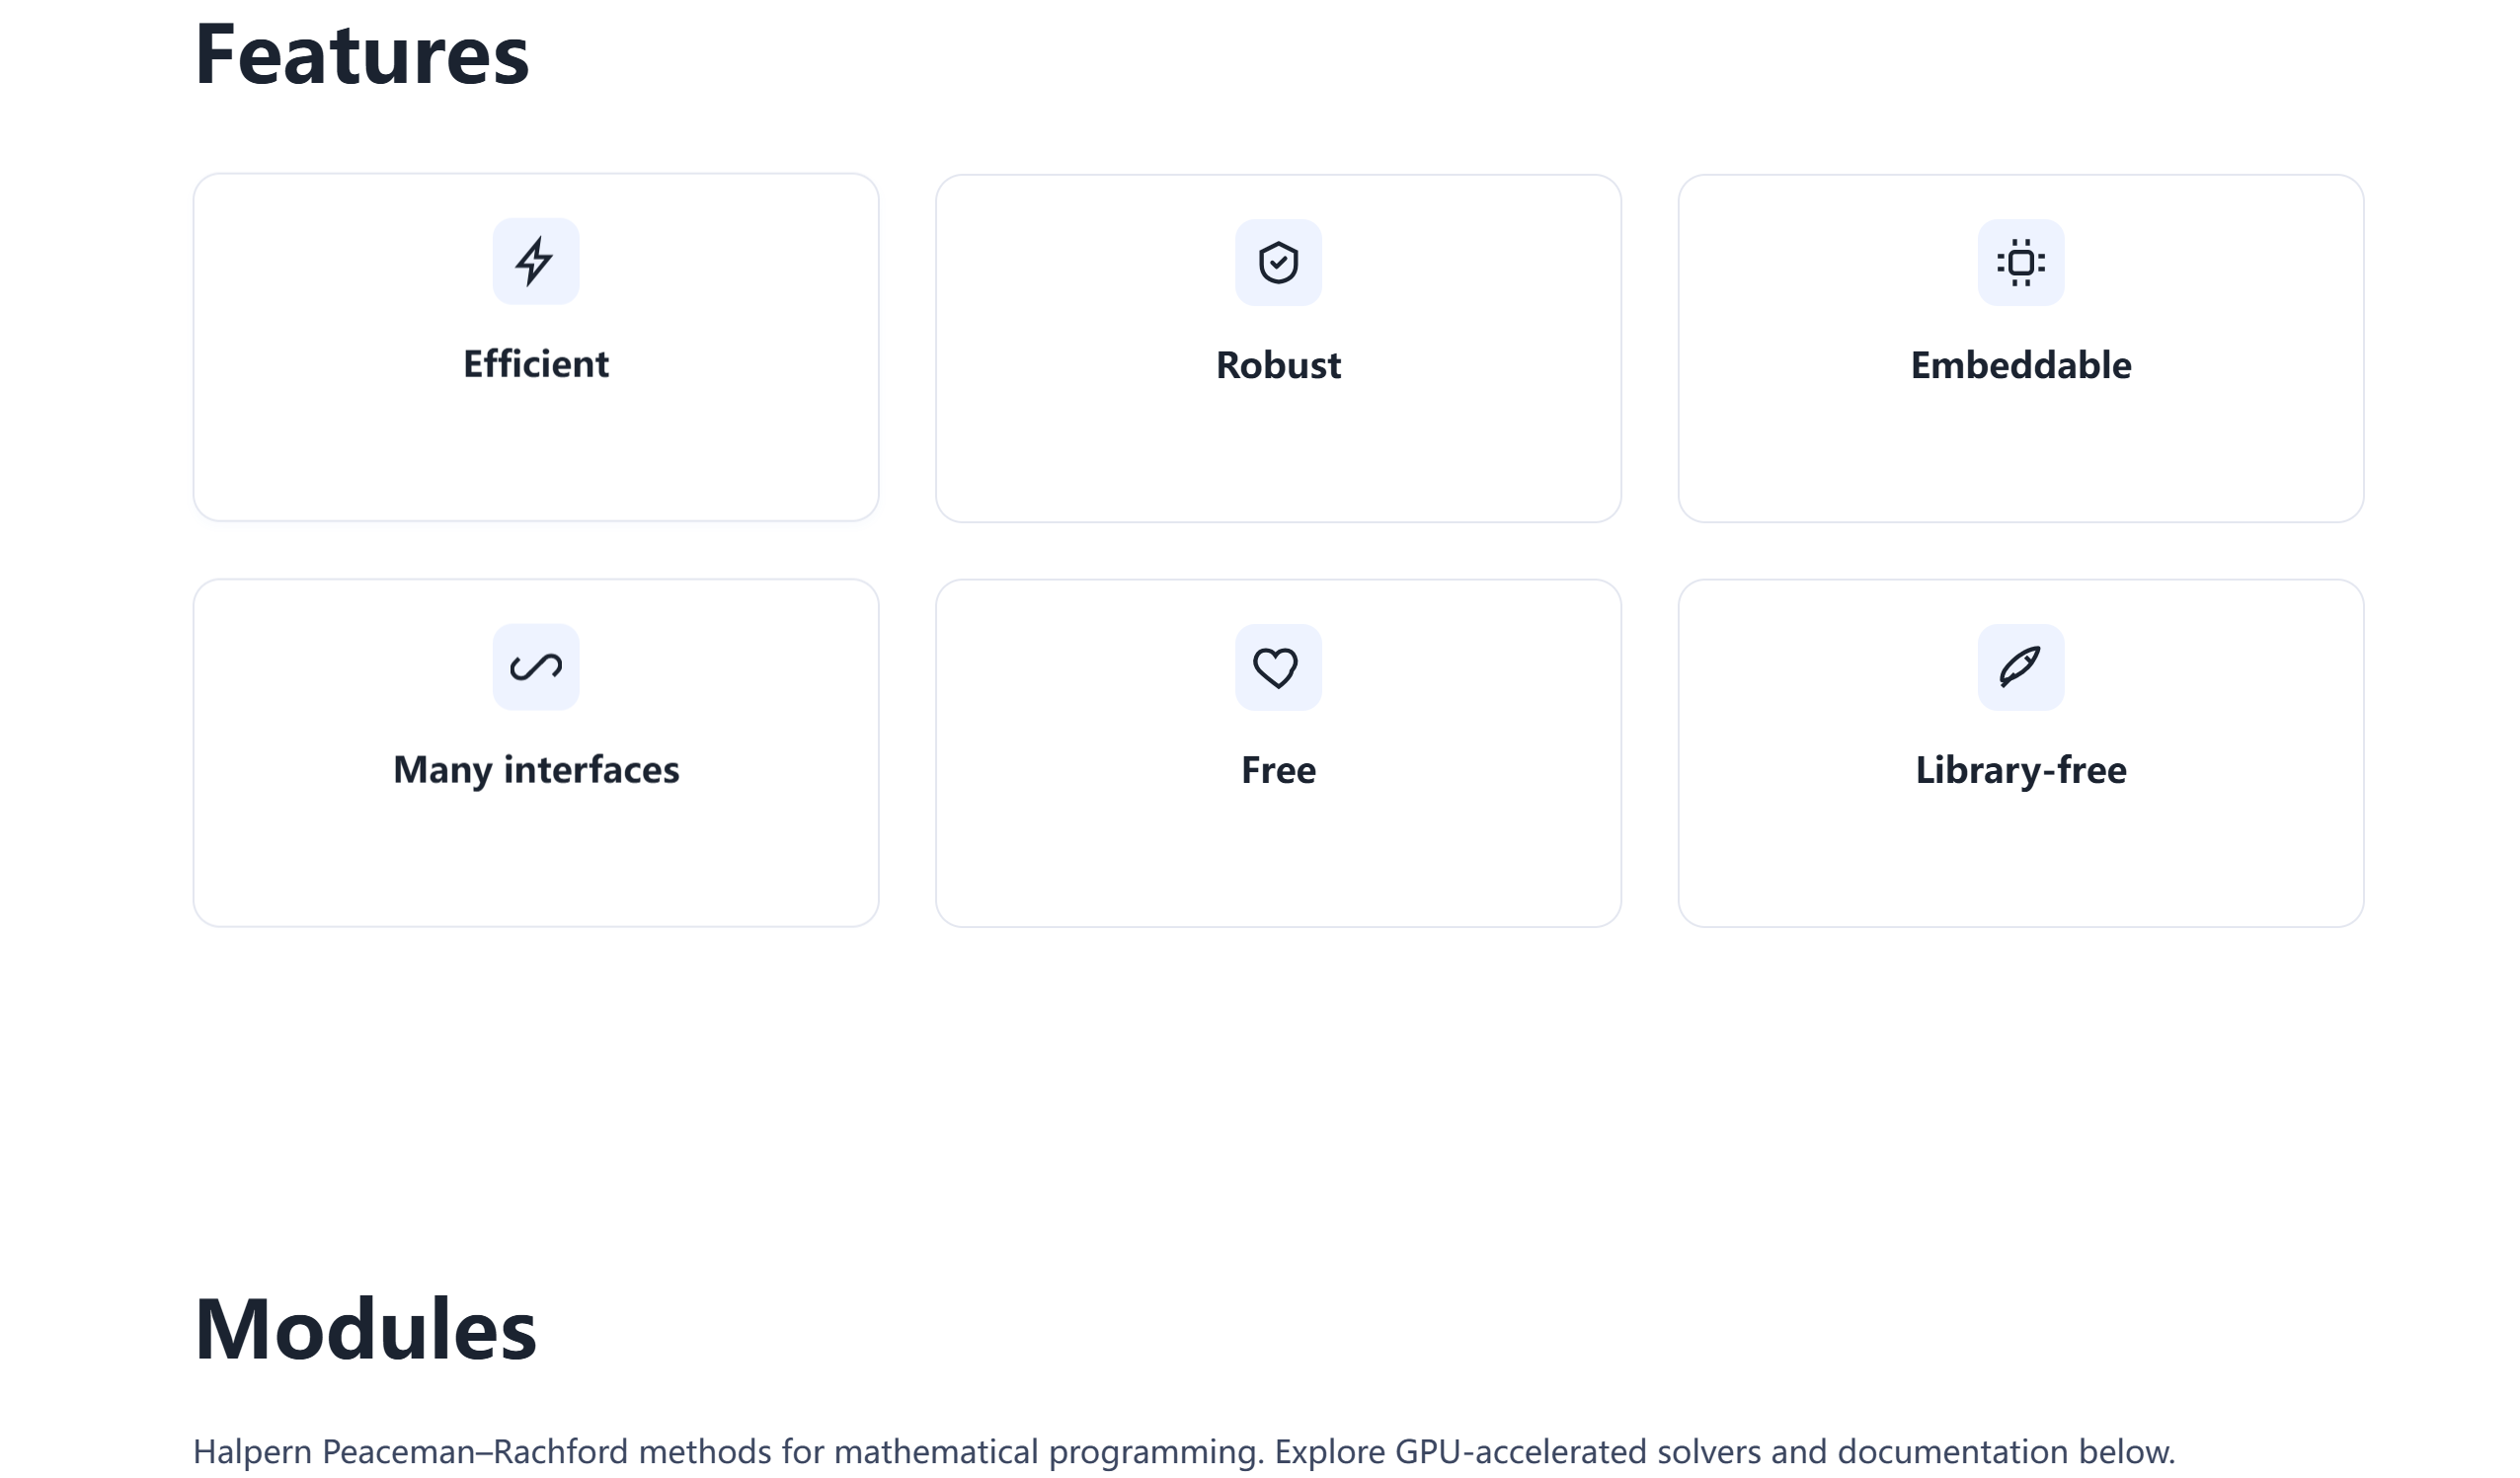 Features
Efficient
Robust
Embeddable
Many interfaces
Free
Library-free
Modules
Halpern Peaceman–Rachford methods for mathematical programming. Explore GPU-accelerated solvers and documentation below.